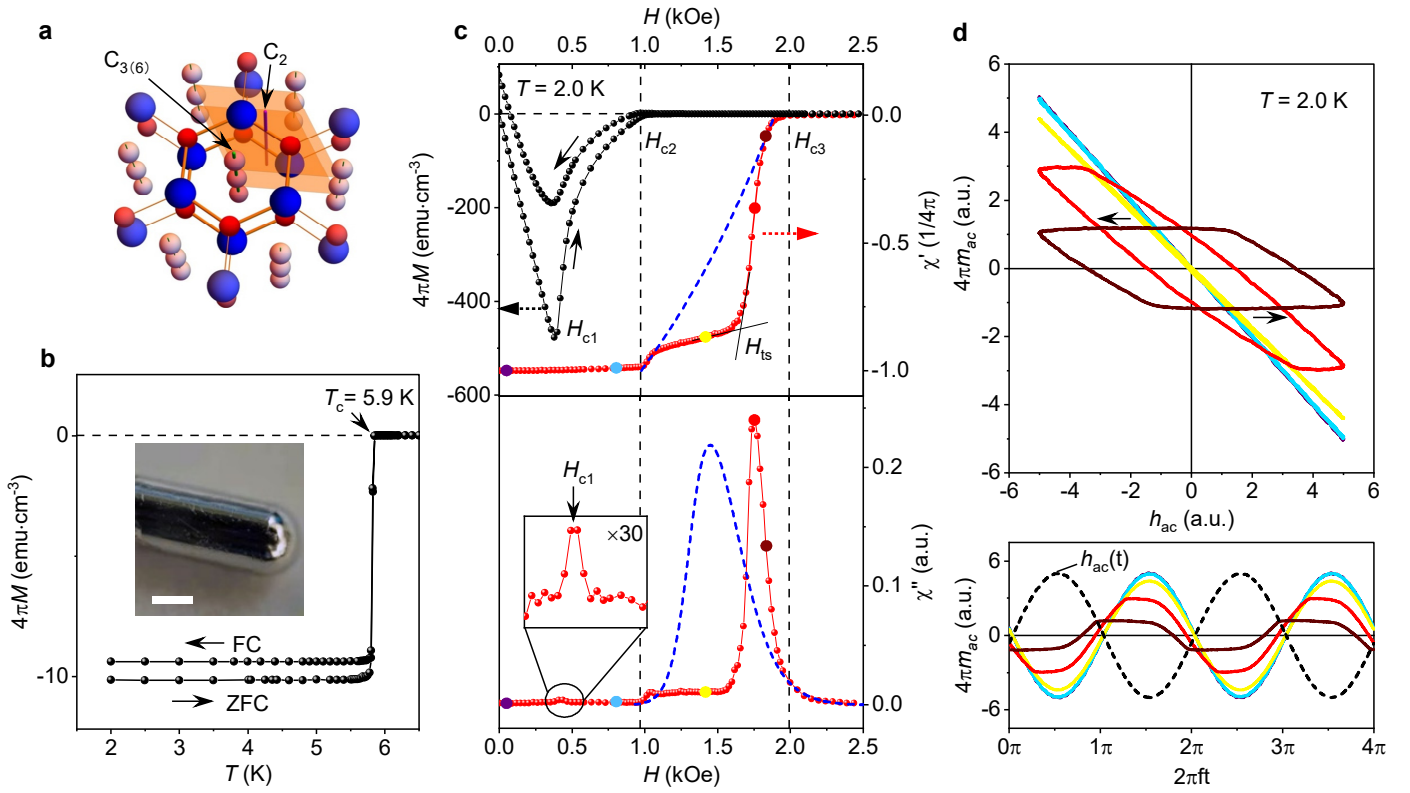 a
C3(6)
C2
b
Tc= 5.9 K
0
-10
4πM (emu·cm-3)
FC
ZFC
2
3
4
5
6
T (K)
c
H (kOe)
0.0
0.5
1.0
1.5
2.0
2.5
T = 2.0 K
0
-200
-400
-600
4πM (emu·cm-3)
Hc1
Hc2
Hc3
Hts
0.0
-0.5
-1.0
χ' (1/4π)
Hc1
×30
0.2
0.1
0.0
χ'' (a.u.)
0.0
0.5
1.0
1.5
2.0
2.5
H (kOe)
d
6
4
2
0
-2
-4
-6
4πmac (a.u.)
T = 2.0 K
-6
-4
-2
0
2
4
6
hac (a.u.)
hac(t)
5
0
-5
4πmac (a.u.)
0π
1π
2π
3π
4π
2πft